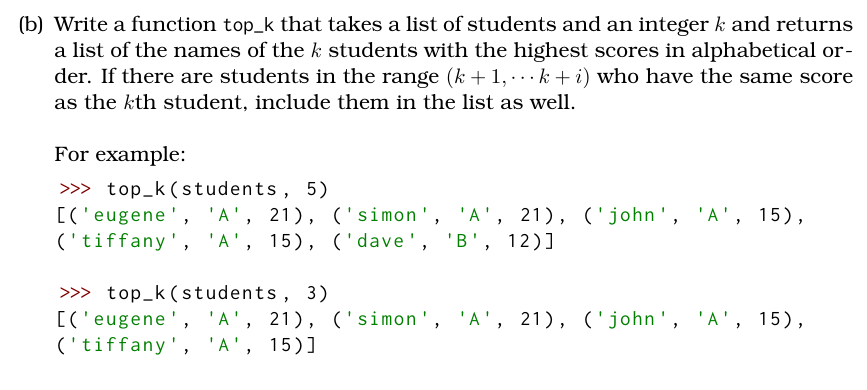 (b) Write a function top_k that takes a list of students and an integer k and returns
a list of the names of the k students with the highest scores in alphabetical or-
der. If there are students in the range (k + 1, ··· k + i) who have the same score
as the kth student, include them in the list as well.
For example:
>>> top_k(students, 5)
[('eugene', 'A', 21), ('simon', 'A', 21), ('john', 'A', 15),
('tiffany', 'A', 15), ('dave', 'B', 12)]
>>> top_k(students, 3)
[('eugene', 'A', 21), ('simon', 'A', 21), ('john', 'A', 15),
('tiffany', 'A', 15)]